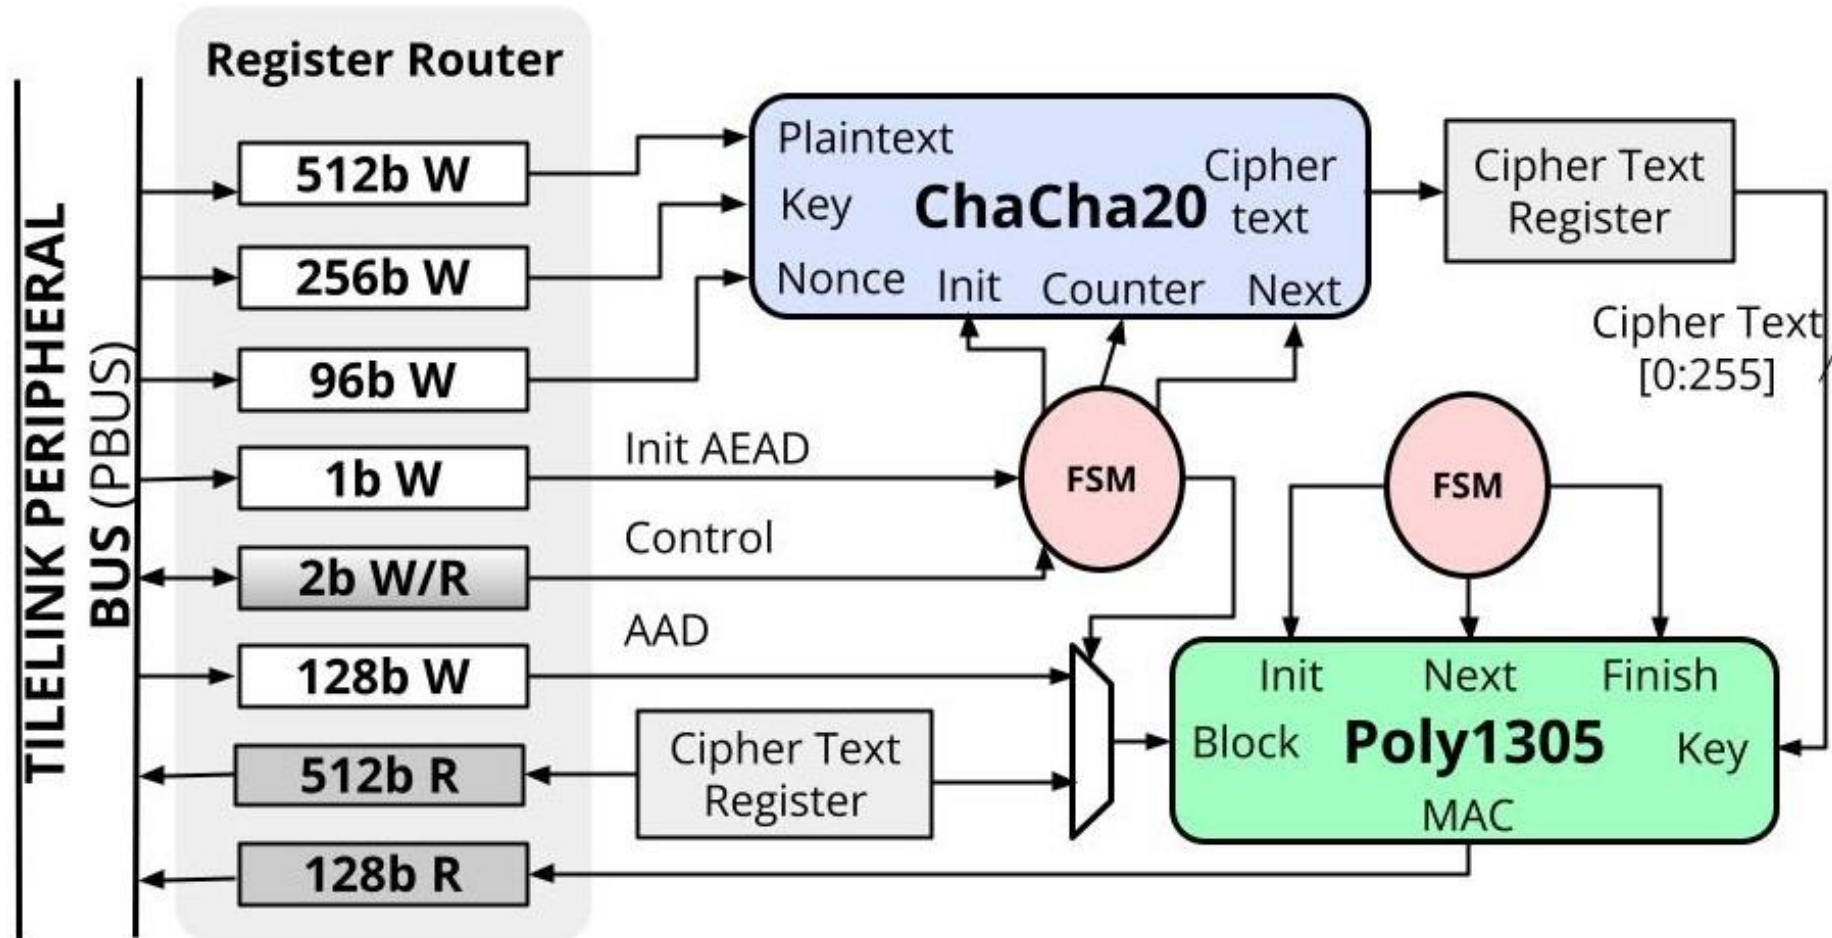 Register Router
TILELINK PERIPHERAL
BUS (PBUS)
512b W
256b W
96b W
1b W
2b W/R
128b W
512b R
128b R
Init AEAD
Control
AAD
Plaintext
Key
Nonce
ChaCha20
Cipher
text
Init
Counter
Next
Cipher Text
Register
Cipher Text
[0:255]
FSM
FSM
Cipher Text
Register
Init
Next
Finish
Block
Poly1305
Key
MAC